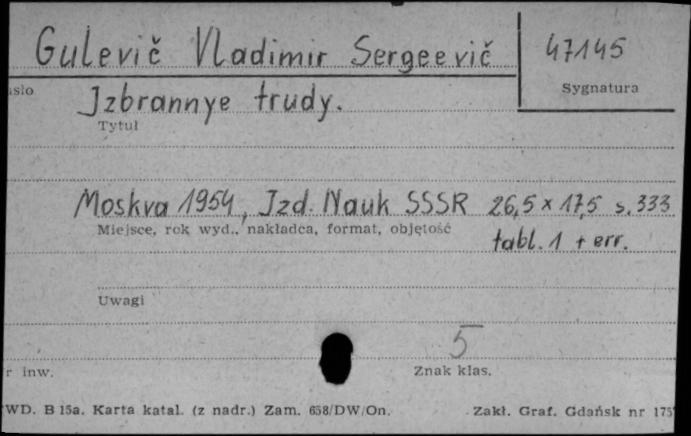 Gulevič Vladimir Sergeevič 47145
Sygnatura
Izbrannye trudy.
Tytuł
Moskva 1954, Izd. Nauk SSSR 26,5 x 17,5 s. 333
Miejsce, rok wyd., nakładca, format, objętość
tabl. 1 + err.
Uwagi
5
r inw. Znak klas.
WD. B 15a. Karta katal. (z nadr.) Zam. 658/DW/On. Zakł. Graf. Gdańsk nr 175